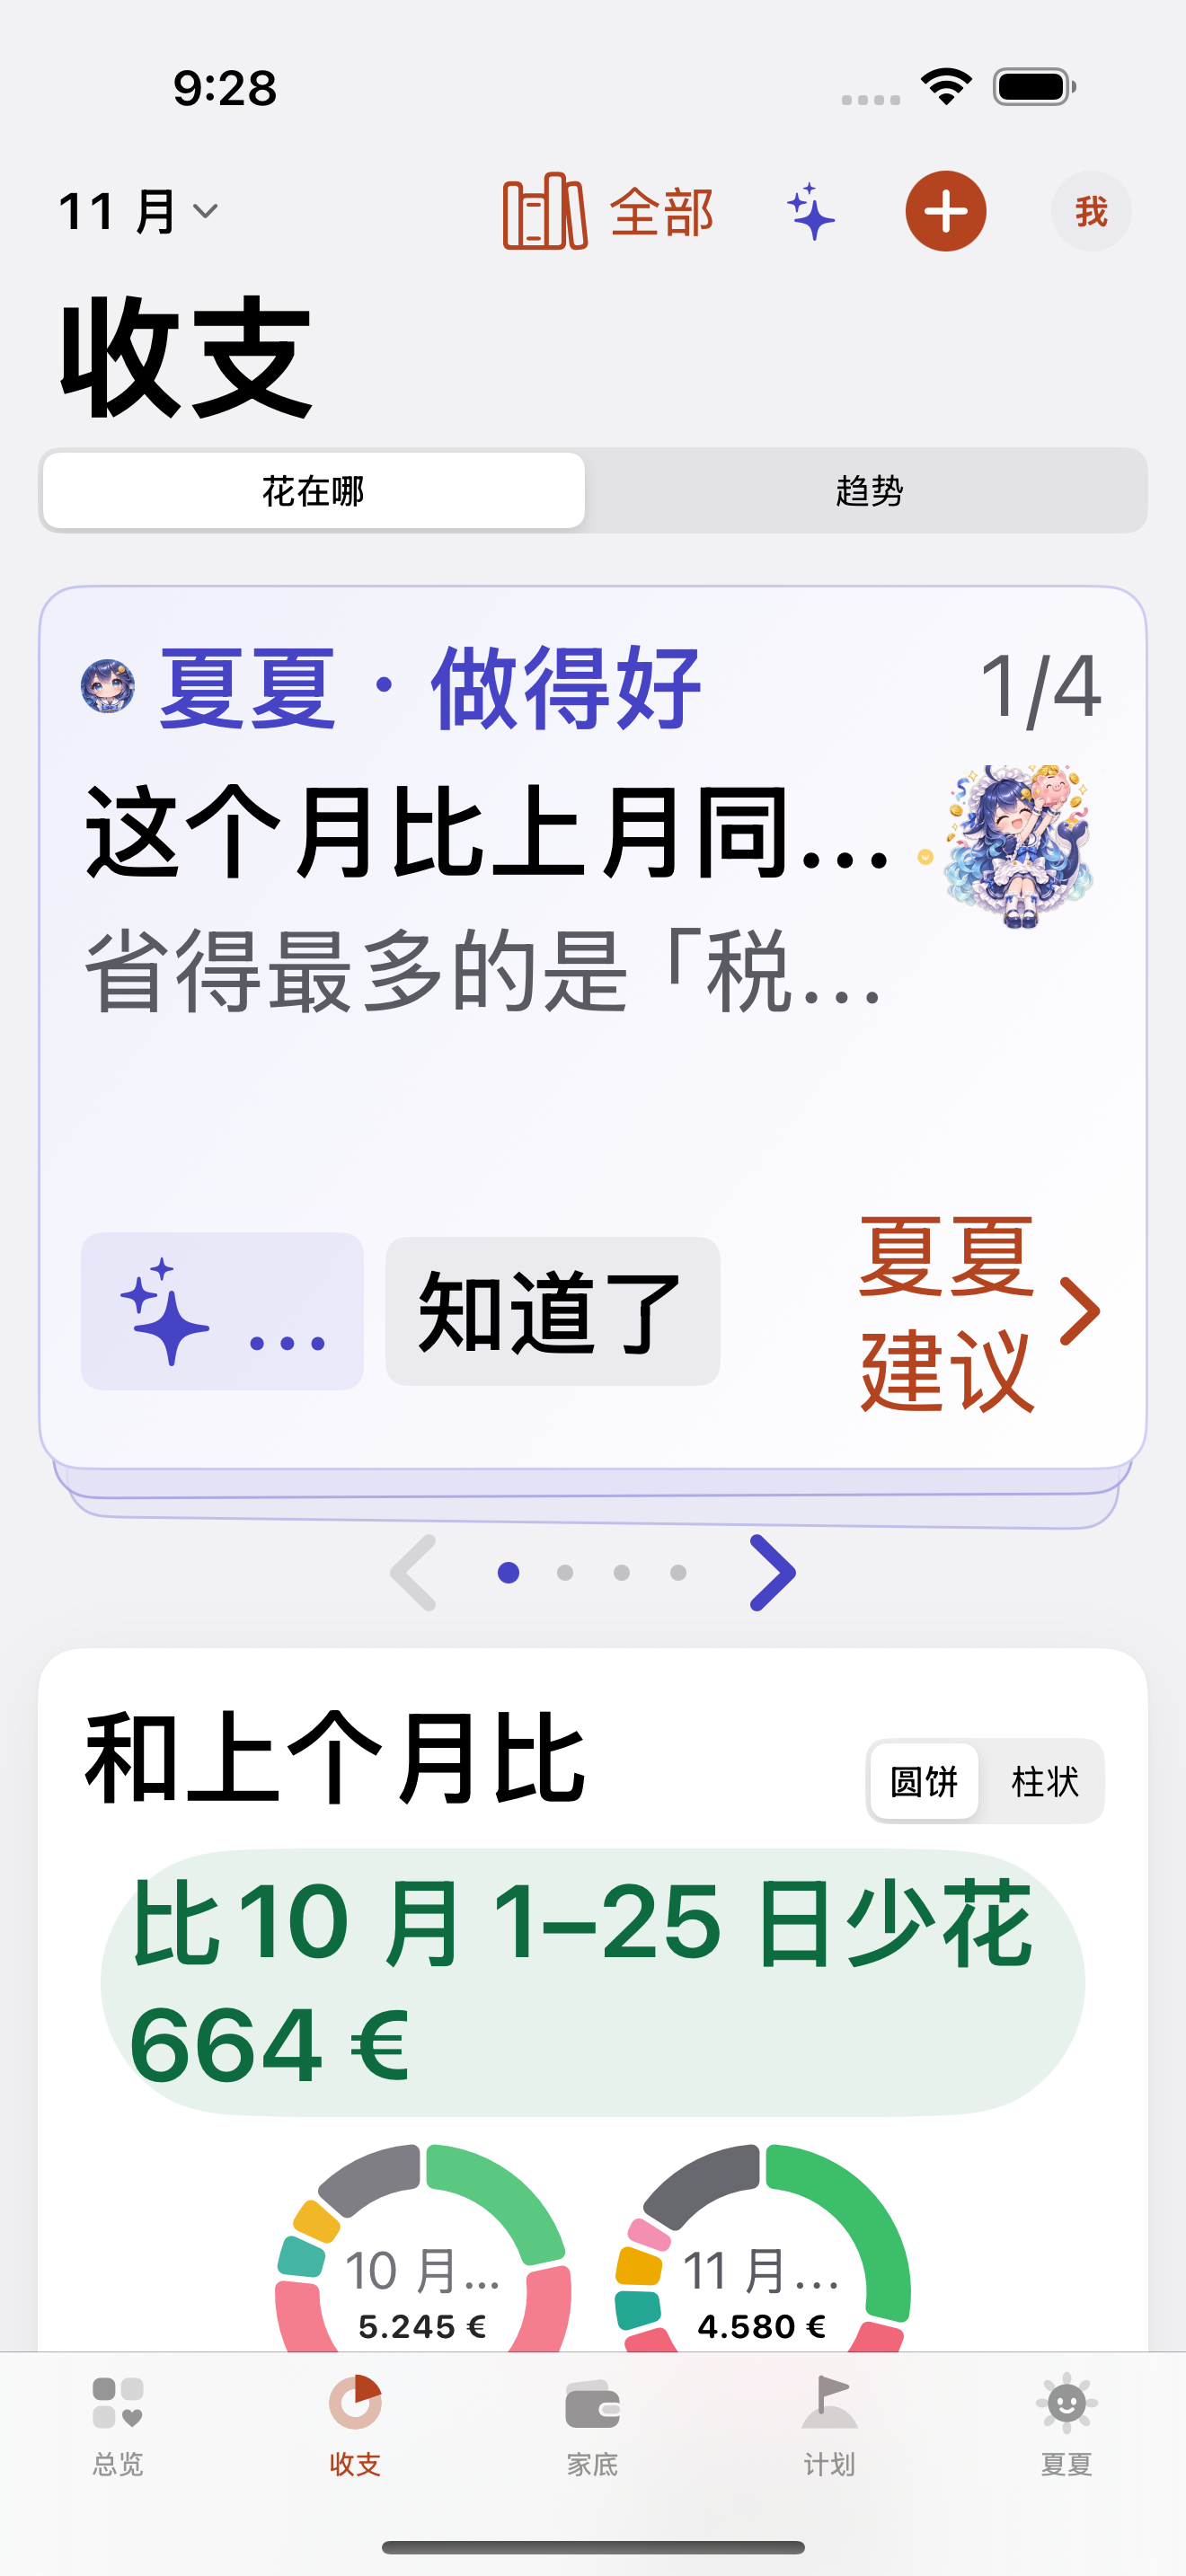 9:28
11 月
全部
我
收支
花在哪
趋势
夏夏 · 做得好
1/4
这个月比上月同…
省得最多的是「税…
…
知道了
夏夏
建议
和上个月比
圆饼
柱状
比 10 月 1–25 日少花
664 €
10 月…
5.245 €
11 月…
4.580 €
总览
收支
家底
计划
夏夏